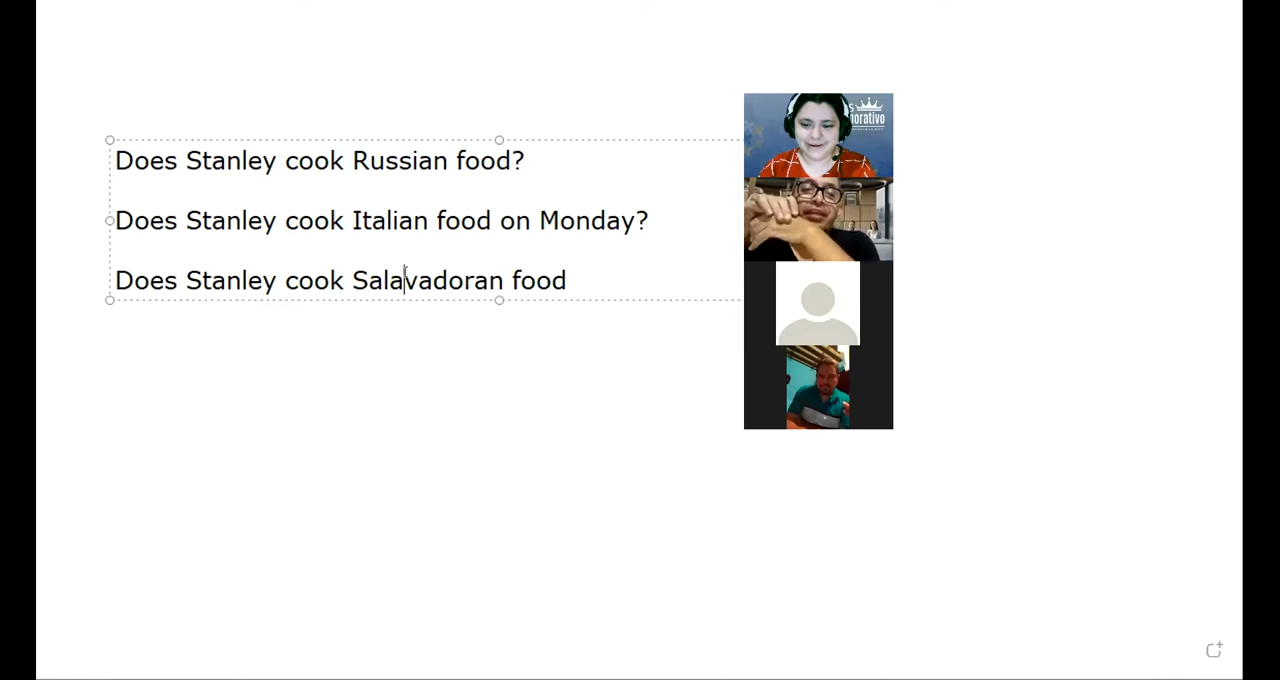 Does Stanley cook Russian food?
Does Stanley cook Italian food on Monday?
Does Stanley cook Salavadoran food